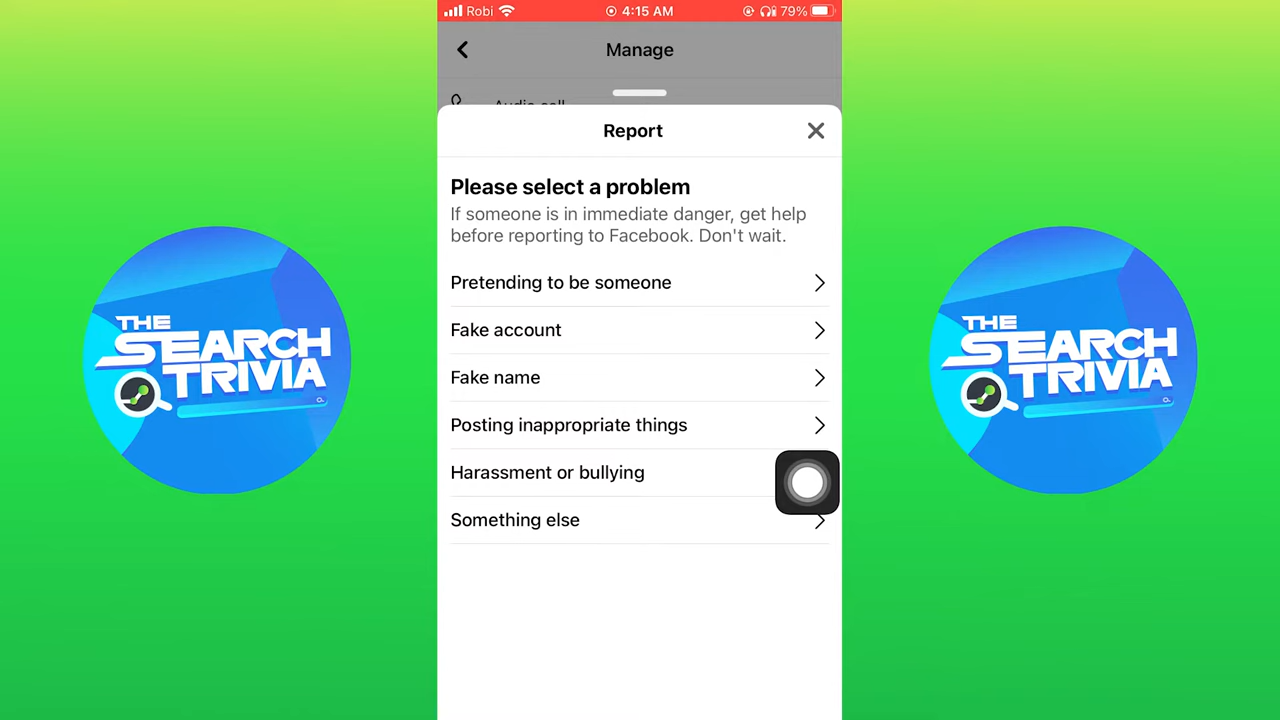 Robi 4:15 AM 79%
Manage
Audio call
Report
Please select a problem
If someone is in immediate danger, get help
before reporting to Facebook. Don't wait.
Pretending to be someone
Fake account
Fake name
Posting inappropriate things
Harassment or bullying
Something else
THE
SEARCH
TRIVIA
THE
SEARCH
TRIVIA